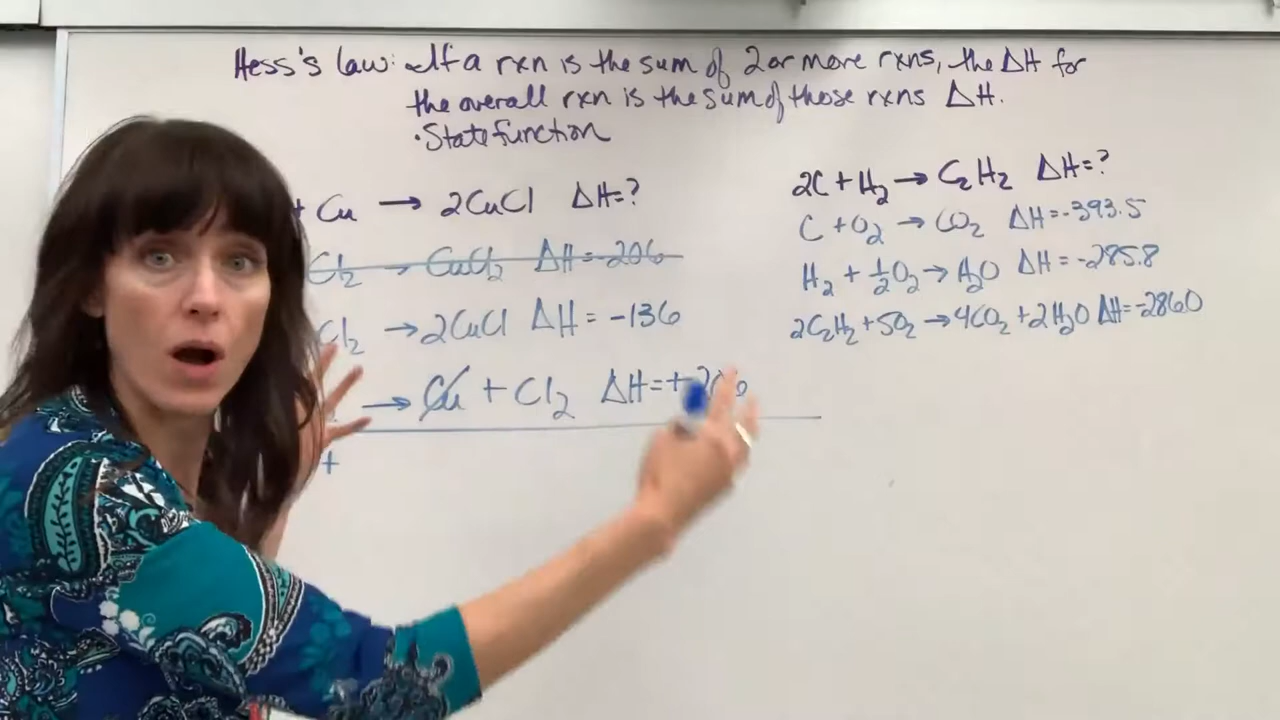 Hess's law: If a rxn is the sum of 2 or more rxns, the ΔH for
the overall rxn is the sum of those rxns ΔH.
• State function
+ Cu → 2CuCl ΔH=?
Cl₂ → CuCl₂ ΔH=-206
Cl₂ → 2CuCl ΔH = -136
→ Cu + Cl₂ ΔH=+206
+
2C + H₂ → C₂H₂ ΔH=?
C + O₂ → CO₂ ΔH=-393.5
H₂ + ½O₂ → H₂O ΔH = -285.8
2C₂H₂ + 5O₂ → 4CO₂ + 2H₂O ΔH=-2860